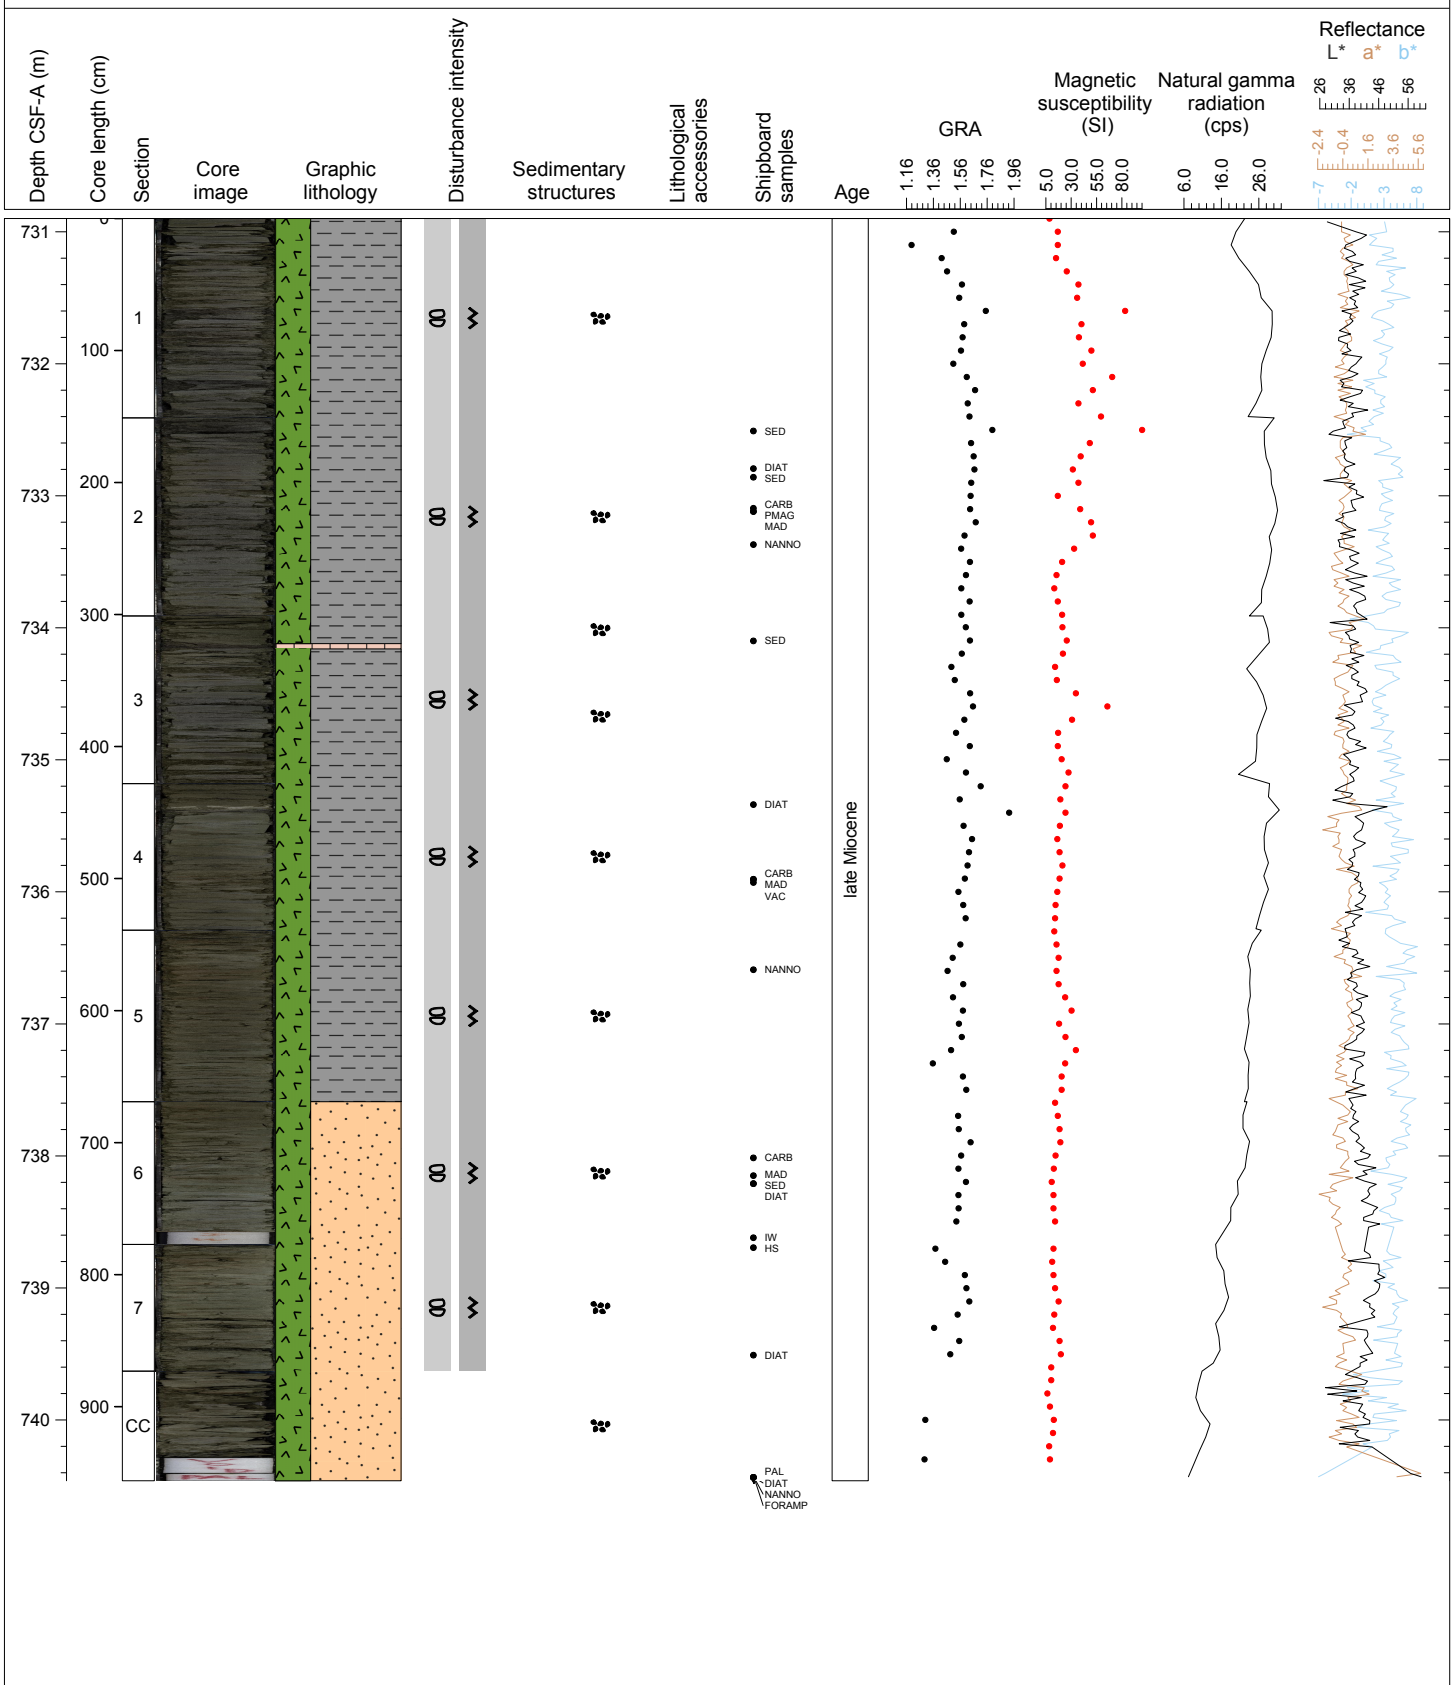 Depth CSF-A (m)
Core length (cm)
Section
Core
image
Graphic
lithology
Disturbance intensity
Sedimentary
structures
Lithological
accessories
Shipboard
samples
Age
GRA
1.16 1.36 1.56 1.76 1.96
Magnetic
susceptibility
(SI)
5.0 30.0 55.0 80.0
Natural gamma
radiation
(cps)
6.0 16.0 26.0
Reflectance
L* a* b*
26 36 46 56
-2.4 -0.4 1.6 3.6 5.6
-7 -2 3 8
731
732
733
734
735
736
737
738
739
740
0
100
200
300
400
500
600
700
800
900
1
2
3
4
5
6
7
CC
SED
DIAT
SED
CARB
PMAG
MAD
NANNO
SED
DIAT
CARB
MAD
VAC
NANNO
CARB
MAD
SED
DIAT
IW
HS
DIAT
PAL
DIAT
NANNO
FORAMP
late Miocene